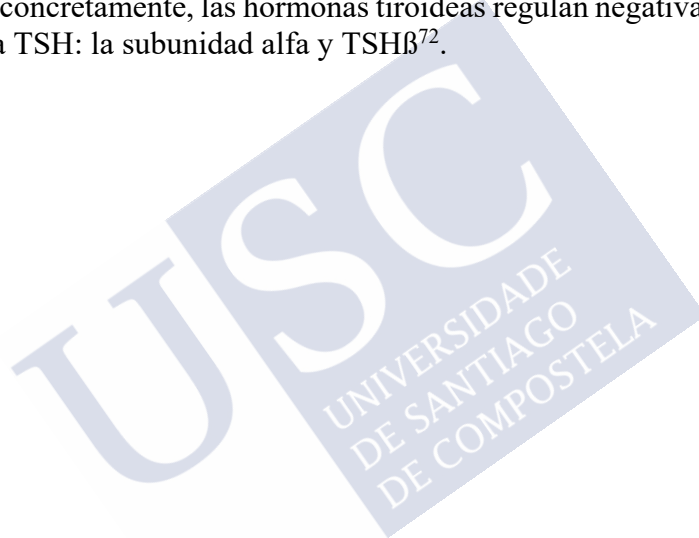 concretamente, las hormonas tiroideas regulan negativa
a TSH: la subunidad alfa y TSHß⁷².
USC
UNIVERSIDADE
DE SANTIAGO
DE COMPOSTELA